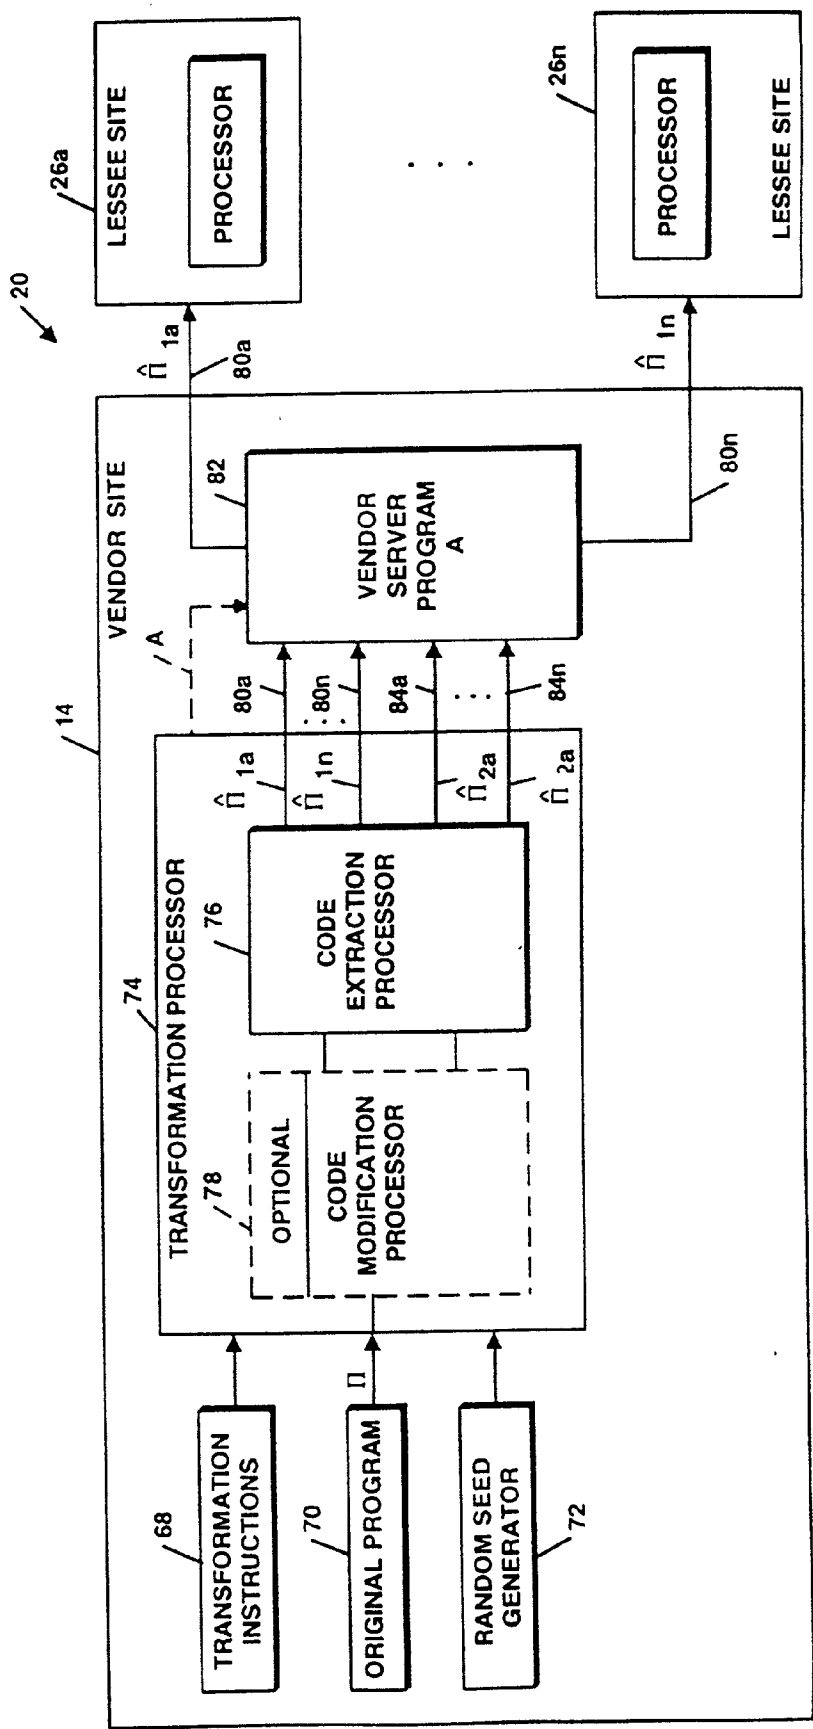 20
14
VENDOR SITE
74
TRANSFORMATION PROCESSOR
68
TRANSFORMATION
INSTRUCTIONS
70
ORIGINAL PROGRAM
Π
RANDOM SEED
GENERATOR
72
78
OPTIONAL
CODE
MODIFICATION
PROCESSOR
76
CODE
EXTRACTION
PROCESSOR
Π̂ 1a
Π̂ 1n
Π̂ 2a
Π̂ 2a
80a
...
80n
84a
...
84n
A
82
VENDOR
SERVER
PROGRAM
A
Π̂ 1a
80a
Π̂ 1n
80n
26a
LESSEE SITE
PROCESSOR
. . .
26n
PROCESSOR
LESSEE SITE